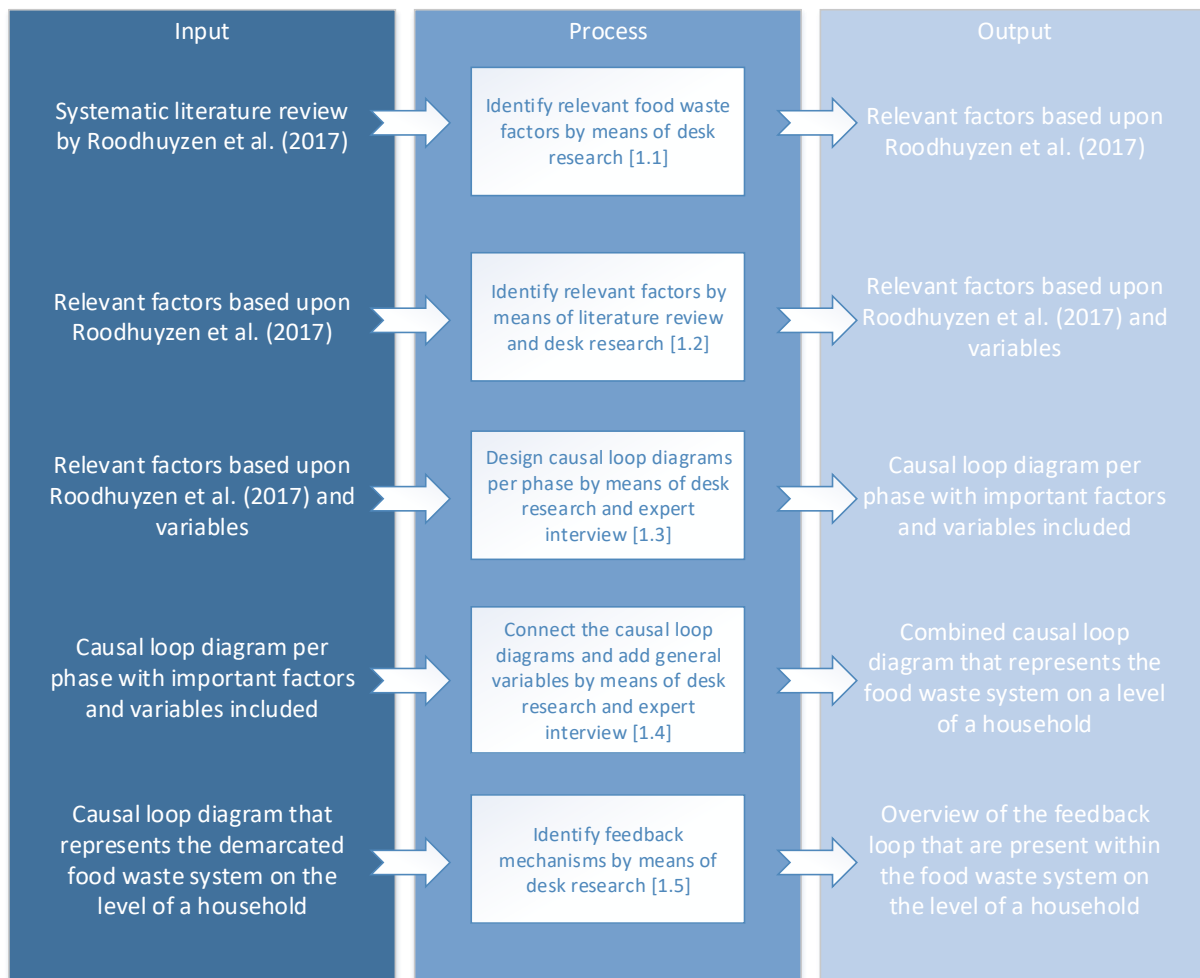 Input
Process
Output
Systematic literature review
by Roodhuyzen et al. (2017)
Identify relevant food waste
factors by means of desk
research [1.1]
Relevant factors based upon
Roodhuyzen et al. (2017)
Relevant factors based upon
Roodhuyzen et al. (2017)
Identify relevant factors by
means of literature review
and desk research [1.2]
Relevant factors based upon
Roodhuyzen et al. (2017) and
variables
Relevant factors based upon
Roodhuyzen et al. (2017) and
variables
Design causal loop diagrams
per phase by means of desk
research and expert
interview [1.3]
Causal loop diagram per
phase with important factors
and variables included
Causal loop diagram per
phase with important factors
and variables included
Connect the causal loop
diagrams and add general
variables by means of desk
research and expert
interview [1.4]
Combined causal loop
diagram that represents the
food waste system on a level
of a household
Causal loop diagram that
represents the demarcated
food waste system on the
level of a household
Identify feedback
mechanisms by means of
desk research [1.5]
Overview of the feedback
loop that are present within
the food waste system on
the level of a household